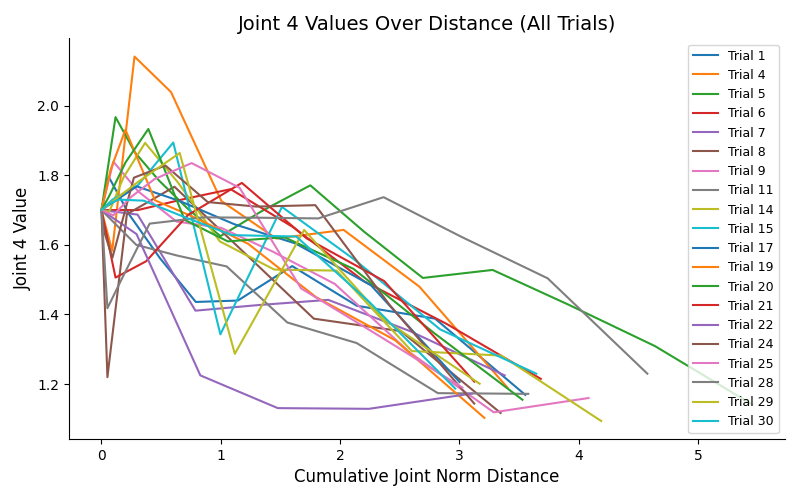 Joint 4 Values Over Distance (All Trials)
Joint 4 Value
2.0
1.8
1.6
1.4
1.2
0
1
2
3
4
5
Cumulative Joint Norm Distance
Trial 1
Trial 4
Trial 5
Trial 6
Trial 7
Trial 8
Trial 9
Trial 11
Trial 14
Trial 15
Trial 17
Trial 19
Trial 20
Trial 21
Trial 22
Trial 24
Trial 25
Trial 28
Trial 29
Trial 30